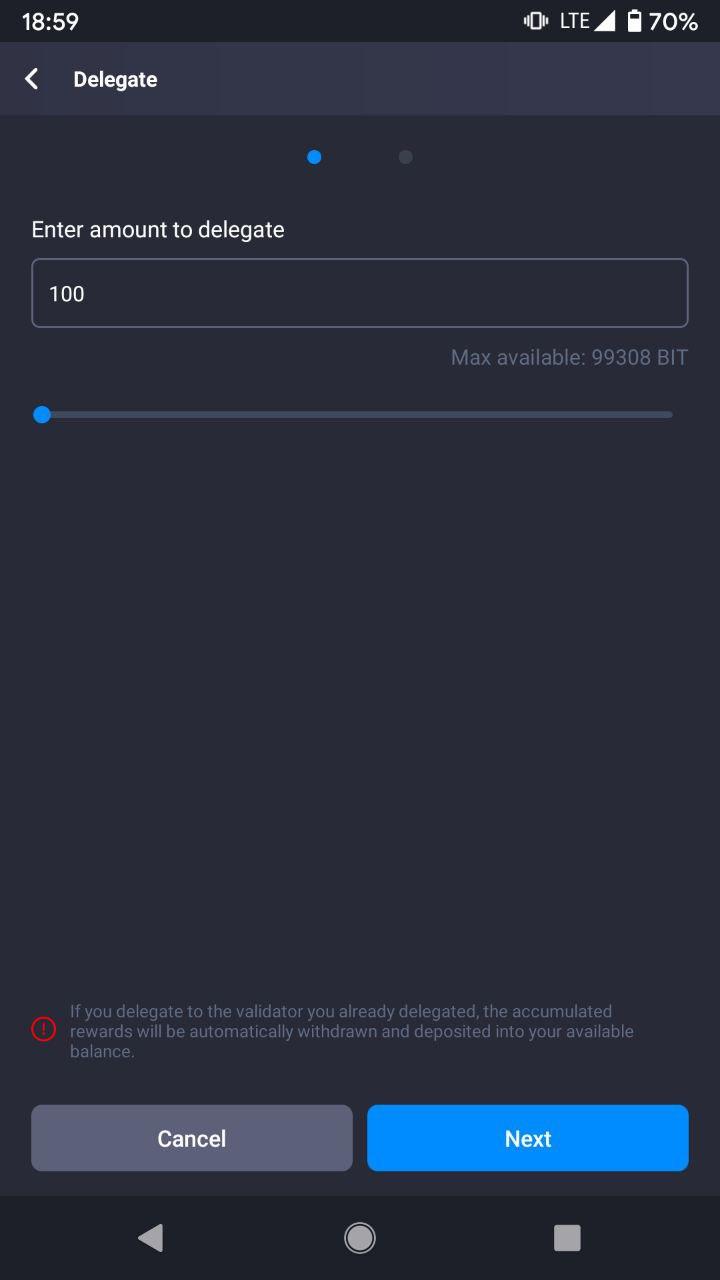 18:59 LTE 70%
Delegate
Enter amount to delegate
100
Max available: 99308 BIT
If you delegate to the validator you already delegated, the accumulated
rewards will be automatically withdrawn and deposited into your available
balance.
Cancel Next